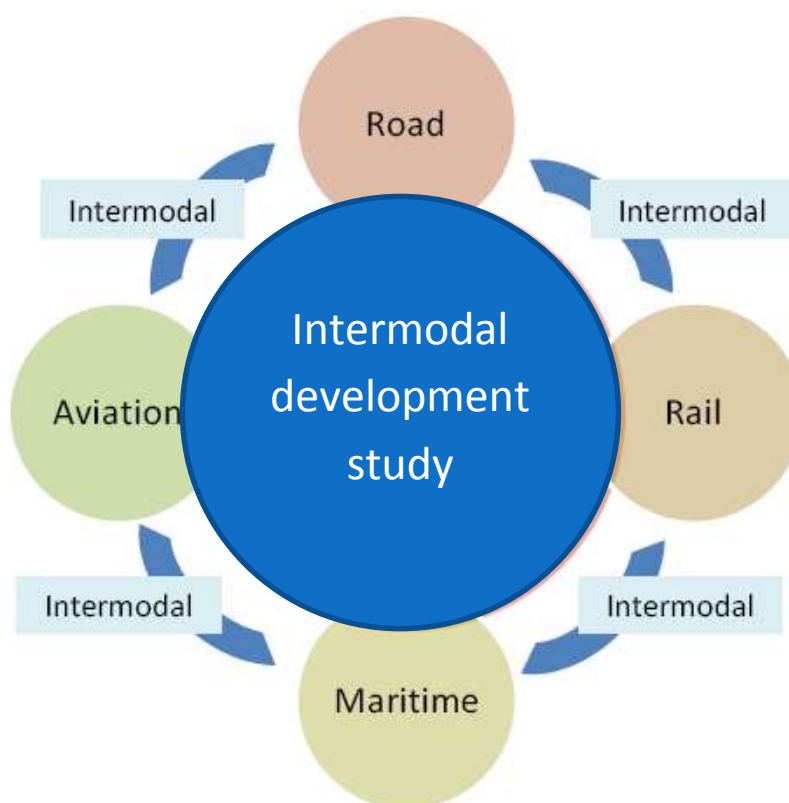 Road
Intermodal
Intermodal
Intermodal
development
study
Aviation
Rail
Intermodal
Intermodal
Maritime